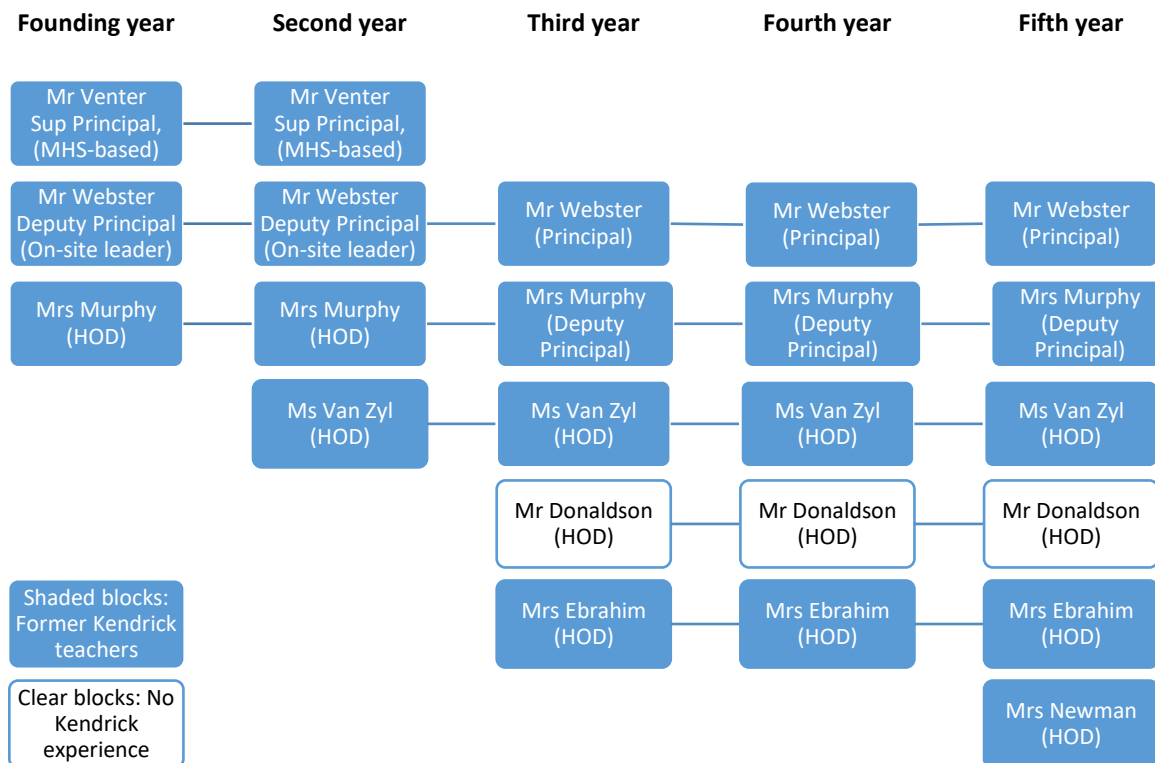 Founding year
Second year
Third year
Fourth year
Fifth year
Mr Venter
Sup Principal,
(MHS-based)
Mr Venter
Sup Principal,
(MHS-based)
Mr Webster
Deputy Principal
(On-site leader)
Mr Webster
Deputy Principal
(On-site leader)
Mr Webster
(Principal)
Mr Webster
(Principal)
Mr Webster
(Principal)
Mrs Murphy
(HOD)
Mrs Murphy
(HOD)
Mrs Murphy
(Deputy
Principal)
Mrs Murphy
(Deputy
Principal)
Mrs Murphy
(Deputy
Principal)
Ms Van Zyl
(HOD)
Ms Van Zyl
(HOD)
Ms Van Zyl
(HOD)
Ms Van Zyl
(HOD)
Mr Donaldson
(HOD)
Mr Donaldson
(HOD)
Mr Donaldson
(HOD)
Shaded blocks:
Former Kendrick
teachers
Mrs Ebrahim
(HOD)
Mrs Ebrahim
(HOD)
Mrs Ebrahim
(HOD)
Clear blocks: No
Kendrick
experience
Mrs Newman
(HOD)